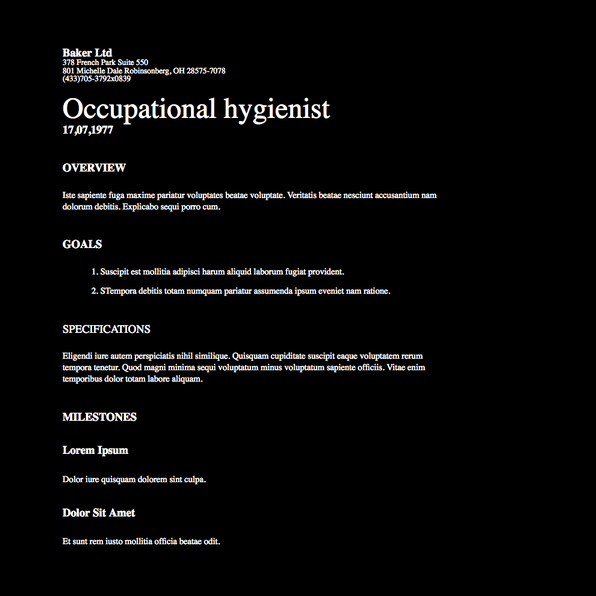 Baker Ltd
378 French Park Suite 550
801 Michelle Dale Robinsonberg, OH 28575-7078
(433)705-3792x0839
Occupational hygienist
17,07,1977
OVERVIEW
Iste sapiente fuga maxime pariatur voluptates beatae voluptate. Veritatis beatae nesciunt accusantium nam
dolorum debitis. Explicabo sequi porro cum.
GOALS
1. Suscipit est mollitia adipisci harum aliquid laborum fugiat provident.
2. STempora debitis totam numquam pariatur assumenda ipsum eveniet nam ratione.
SPECIFICATIONS
Eligendi iure autem perspiciatis nihil similique. Quisquam cupiditate suscipit eaque voluptatem rerum
tempora tenetur. Quod magni minima sequi voluptatum minus voluptatum sapiente officiis. Vitae enim
temporibus dolor totam labore aliquam.
MILESTONES
Lorem Ipsum
Dolor iure quisquam dolorem sint culpa.
Dolor Sit Amet
Et sunt rem iusto mollitia officia beatae odit.